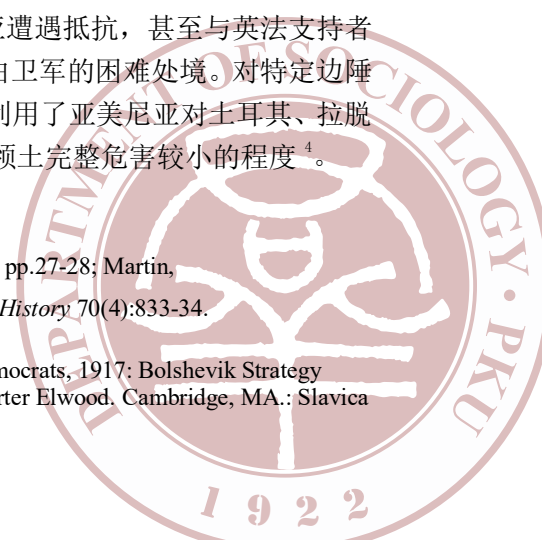 遭遇抵抗，甚至与英法支持者
卫军的困难处境。对特定边陲
利用了亚美尼亚对土耳其、拉脱
领土完整危害较小的程度 4。
pp.27-28; Martin,
History 70(4):833-34.
mocrats, 1917: Bolshevik Strategy
rter Elwood. Cambridge, MA.: Slavica
DEPARTMENT OF SOCIOLOGY · PKU
1922